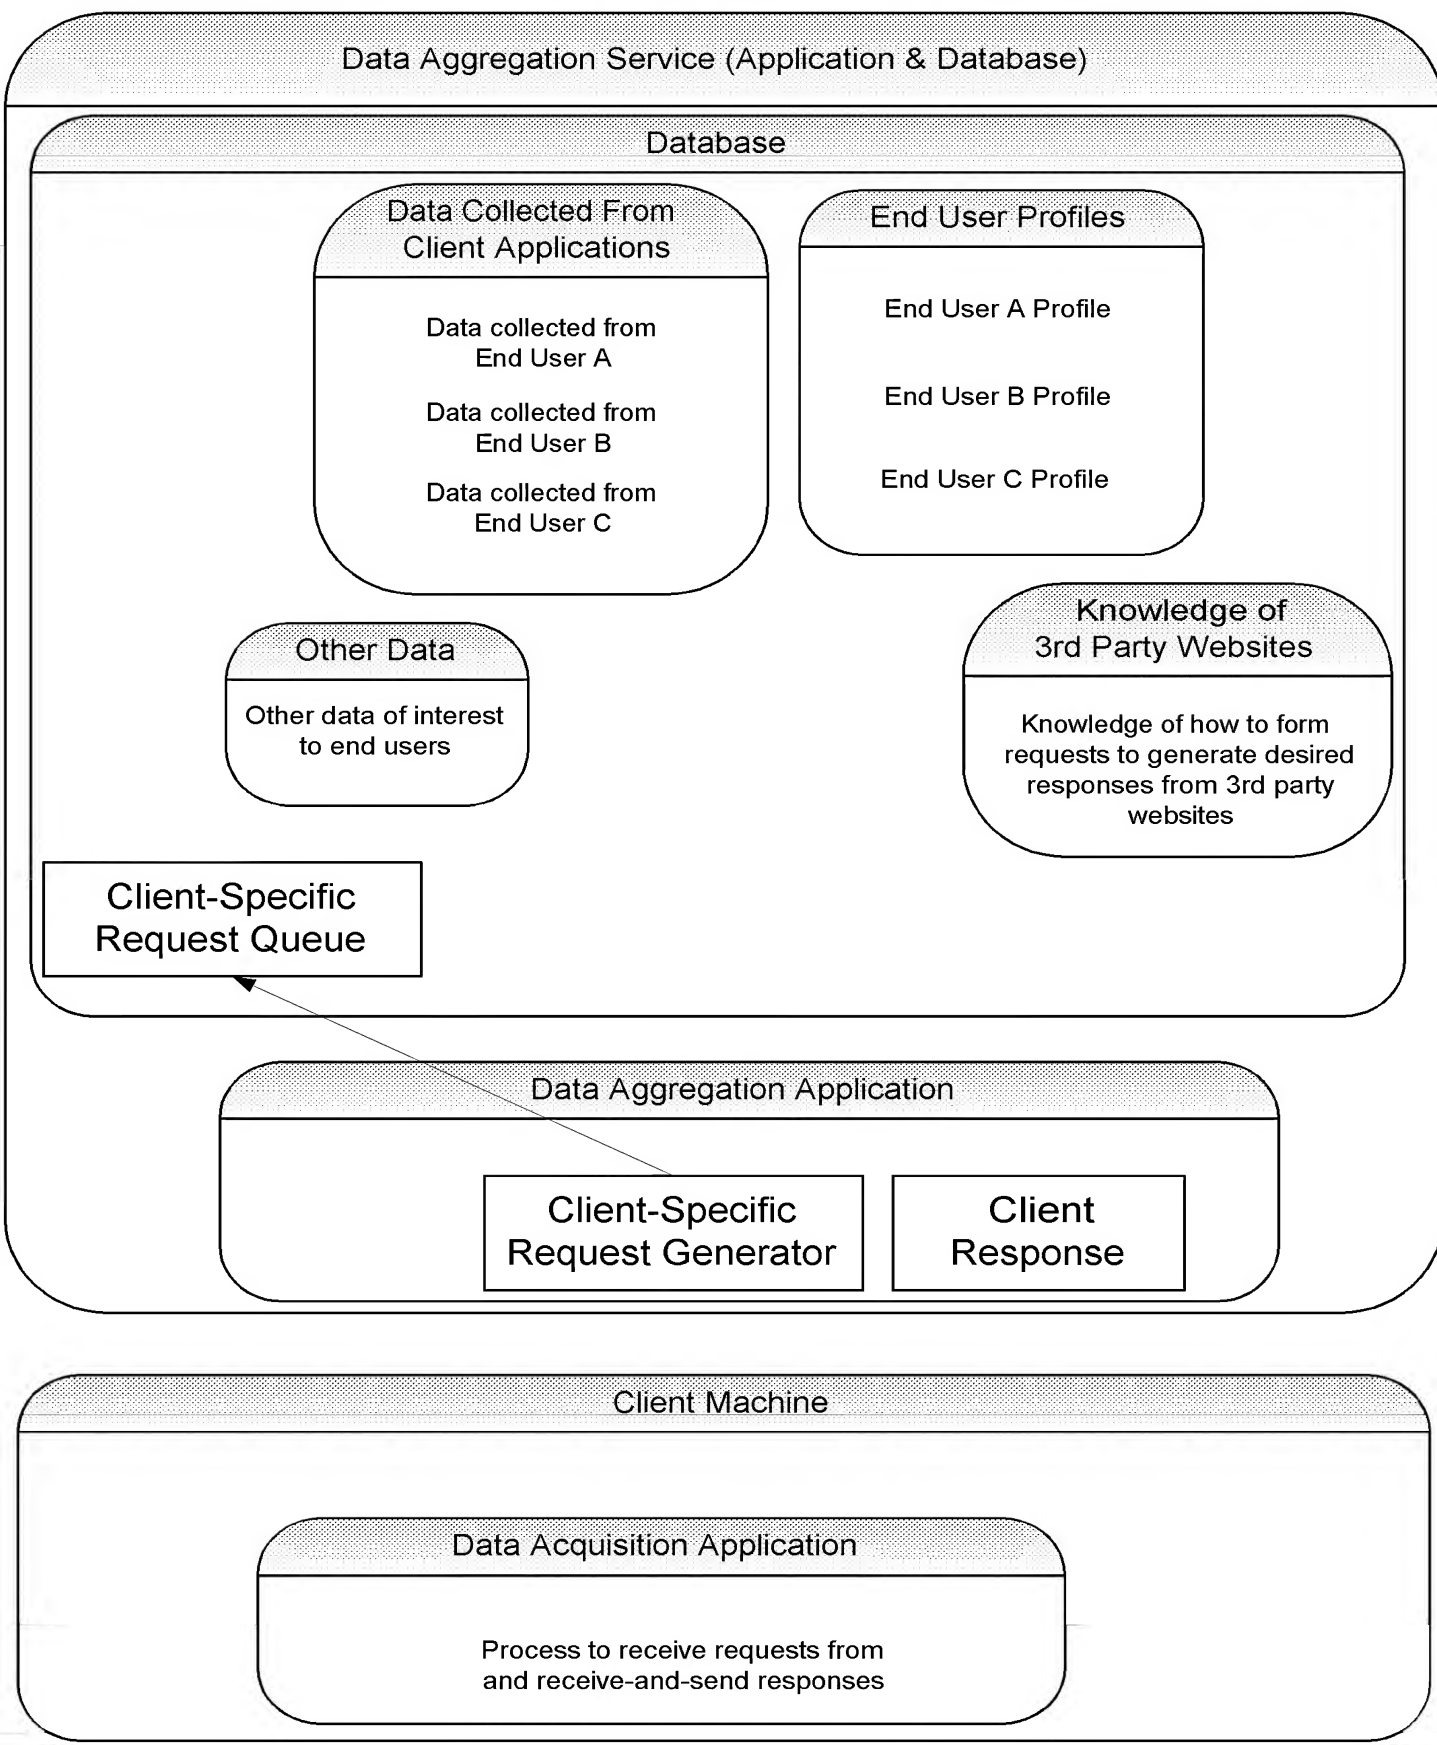 Data Aggregation Service (Application & Database)
Database
Data Collected From
Client Applications
Data collected from
End User A
Data collected from
End User B
Data collected from
End User C
End User Profiles
End User A Profile
End User B Profile
End User C Profile
Other Data
Other data of interest
to end users
Knowledge of
3rd Party Websites
Knowledge of how to form
requests to generate desired
responses from 3rd party
websites
Client-Specific
Request Queue
Data Aggregation Application
Client-Specific
Request Generator
Client
Response
Client Machine
Data Acquisition Application
Process to receive requests from
and receive-and-send responses